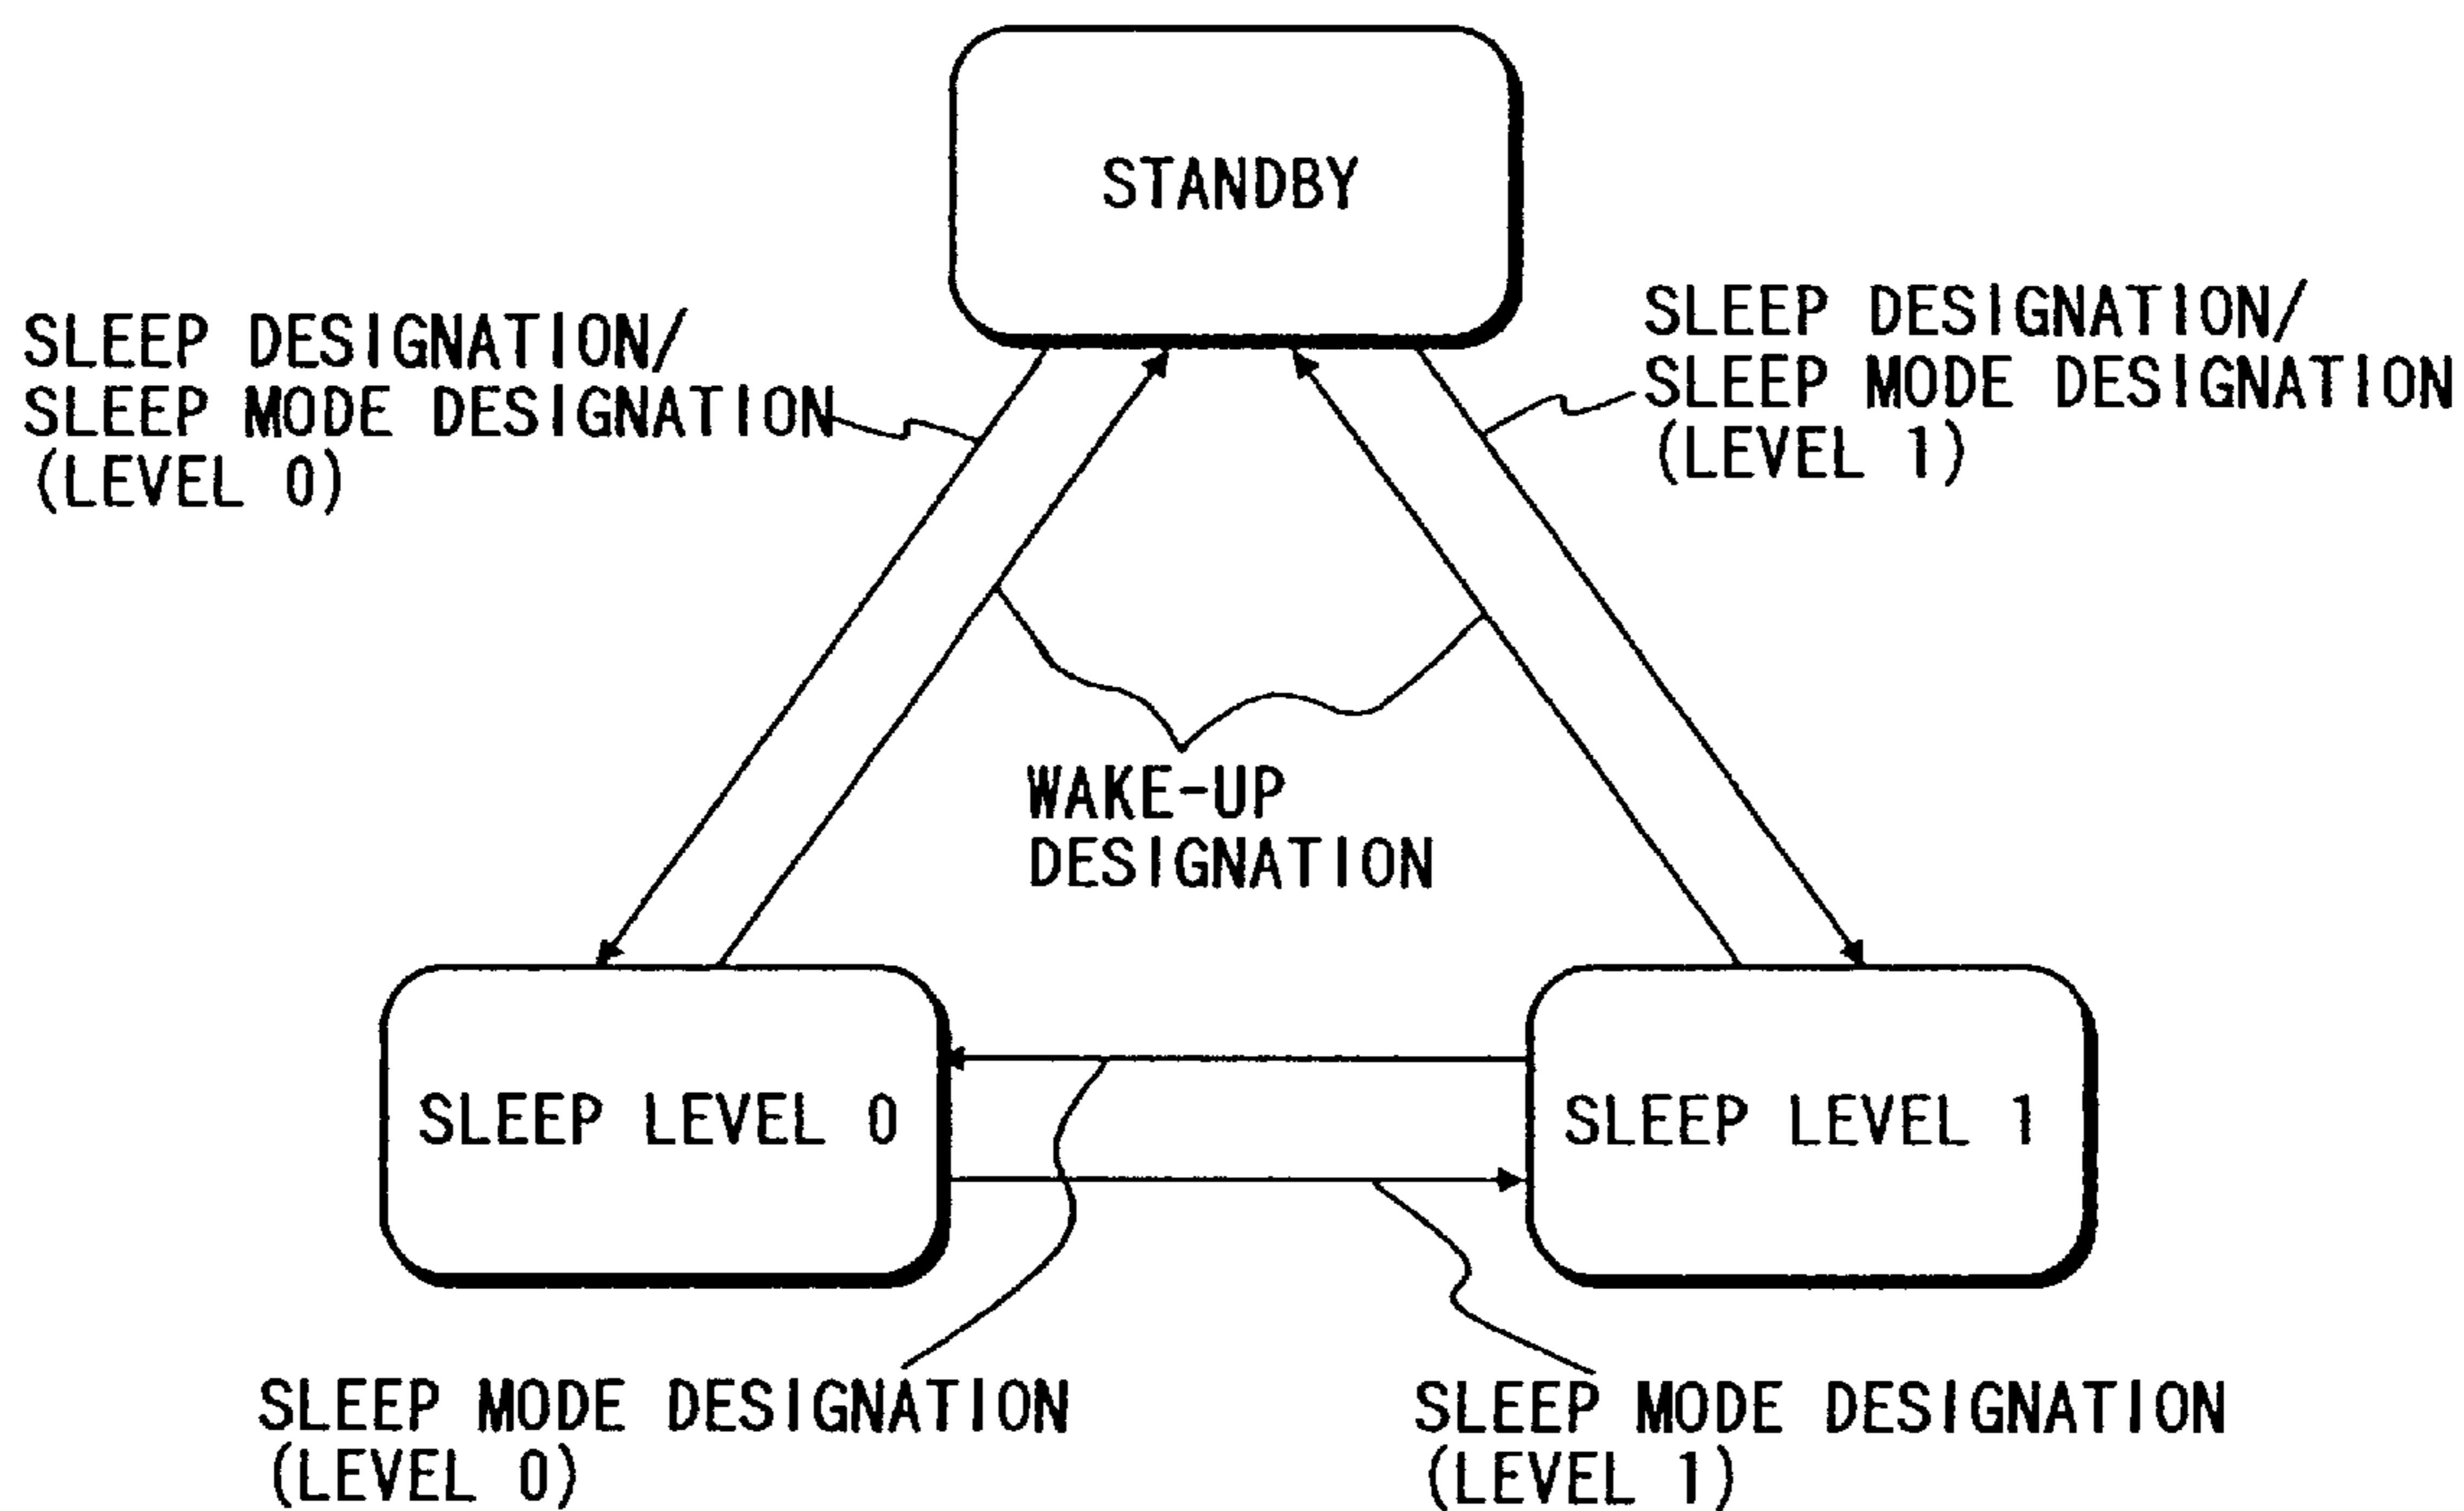 STANDBY
SLEEP DESIGNATION/
SLEEP MODE DESIGNATION
(LEVEL 0)
SLEEP DESIGNATION/
SLEEP MODE DESIGNATION
(LEVEL 1)
WAKE-UP
DESIGNATION
SLEEP LEVEL 0
SLEEP LEVEL 1
SLEEP MODE DESIGNATION
(LEVEL 0)
SLEEP MODE DESIGNATION
(LEVEL 1)